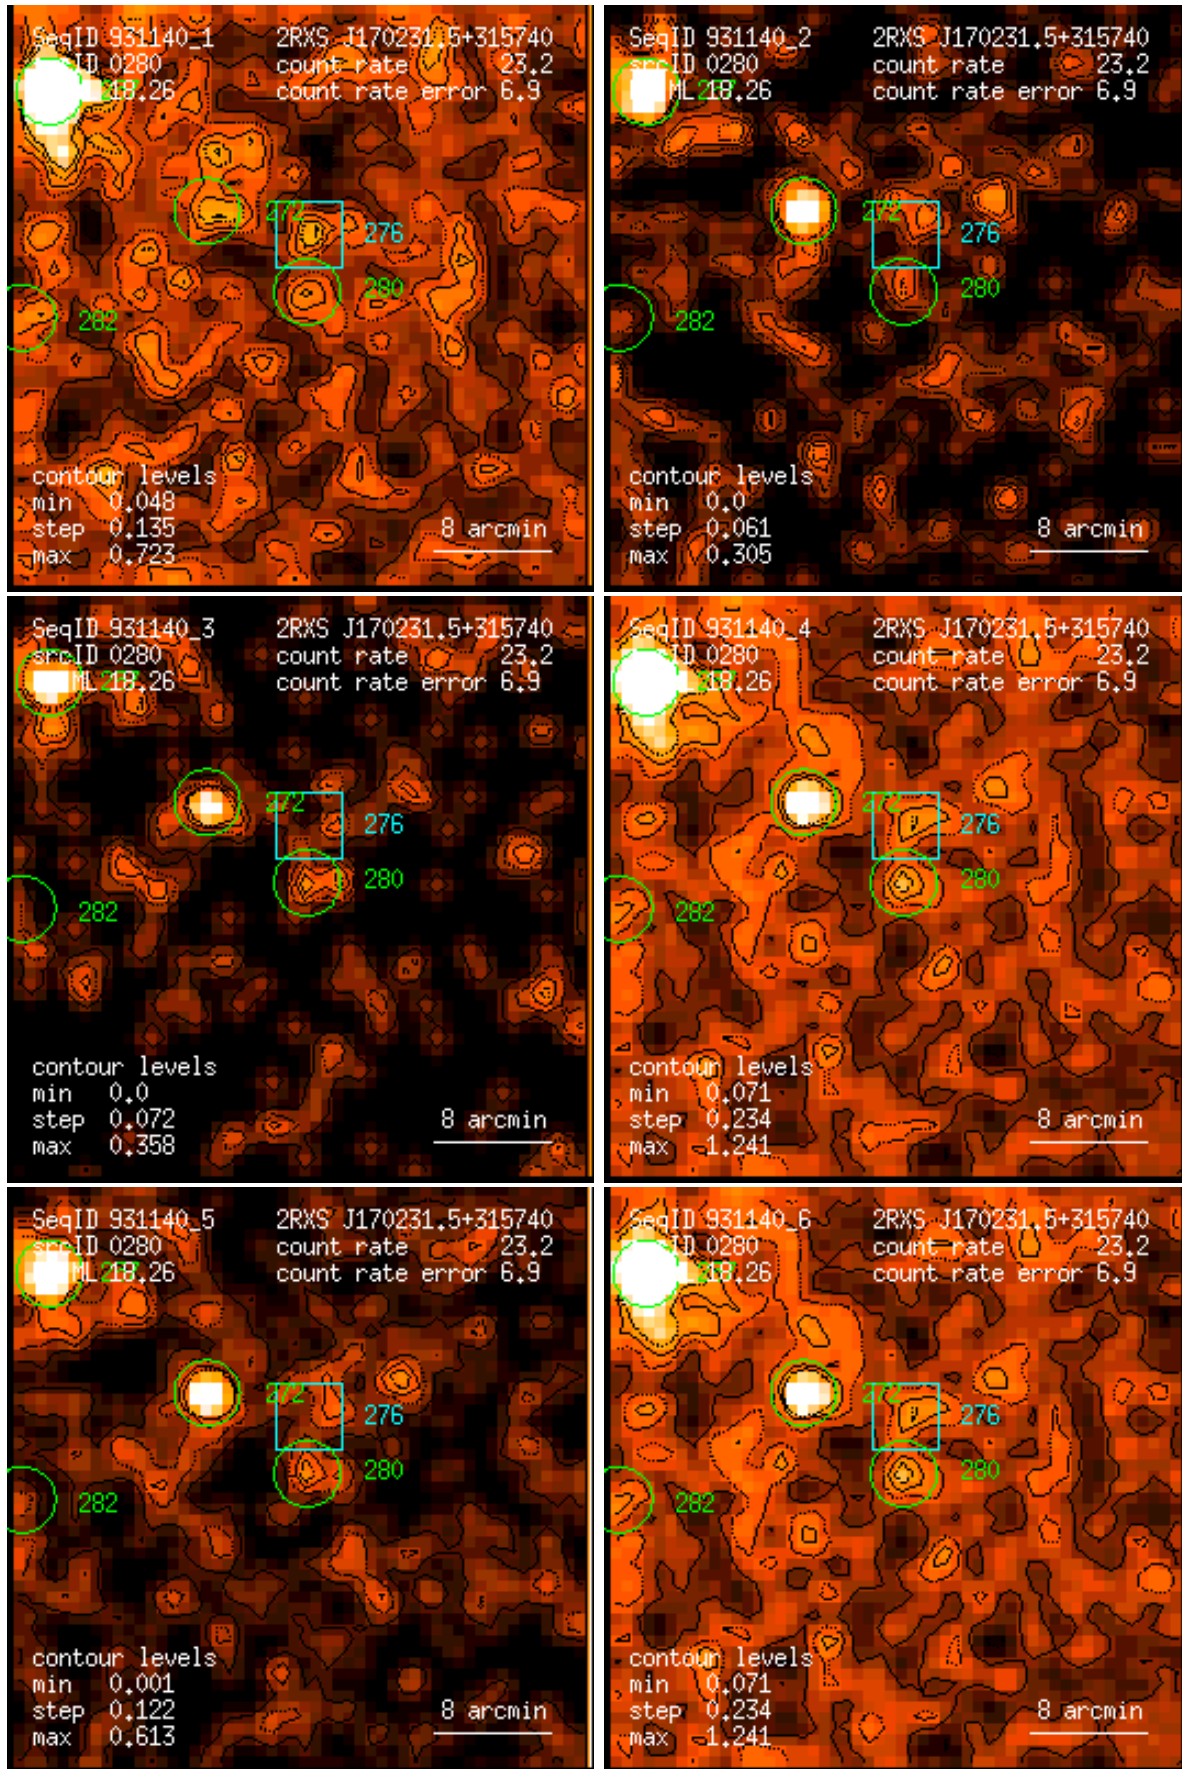 SeqID 931140_1 2RXS J170231.5+315740
ID 0280 count rate 23.2
18.26 count rate error 6.9
272
276
280
282
contour levels
min 0.048
step 0.135 8 arcmin
max 0.723
SeqID 931140_2 2RXS J170231.5+315740
srcID 0280 count rate 23.2
ML 18.26 count rate error 6.9
272
276
280
282
contour levels
min 0.0
step 0.061 8 arcmin
max 0.305
SeqID 931140_3 2RXS J170231.5+315740
srcID 0280 count rate 23.2
ML 18.26 count rate error 6.9
272
276
280
282
contour levels
min 0.0
step 0.072 8 arcmin
max 0.358
SeqID 931140_4 2RXS J170231.5+315740
ID 0280 count rate 23.2
18.26 count rate error 6.9
272
276
280
282
contour levels
min 0.071
step 0.234 8 arcmin
max 1.241
SeqID 931140_5 2RXS J170231.5+315740
srcID 0280 count rate 23.2
ML 18.26 count rate error 6.9
272
276
280
282
contour levels
min 0.001
step 0.122 8 arcmin
max 0.613
SeqID 931140_6 2RXS J170231.5+315740
ID 0280 count rate 23.2
18.26 count rate error 6.9
272
276
280
282
contour levels
min 0.071
step 0.234 8 arcmin
max 1.241